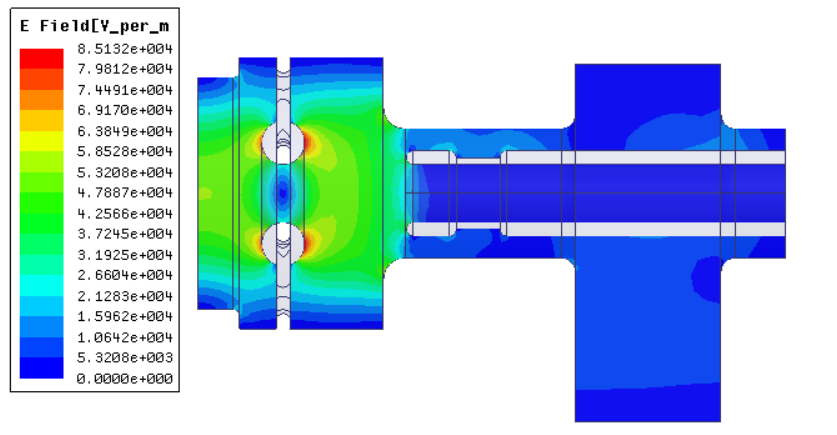 E Field[V_per_m
8.5132e+004
7.9812e+004
7.4491e+004
6.9170e+004
6.3849e+004
5.8528e+004
5.3208e+004
4.7887e+004
4.2566e+004
3.7245e+004
3.1925e+004
2.6604e+004
2.1283e+004
1.5962e+004
1.0642e+004
5.3208e+003
0.0000e+000